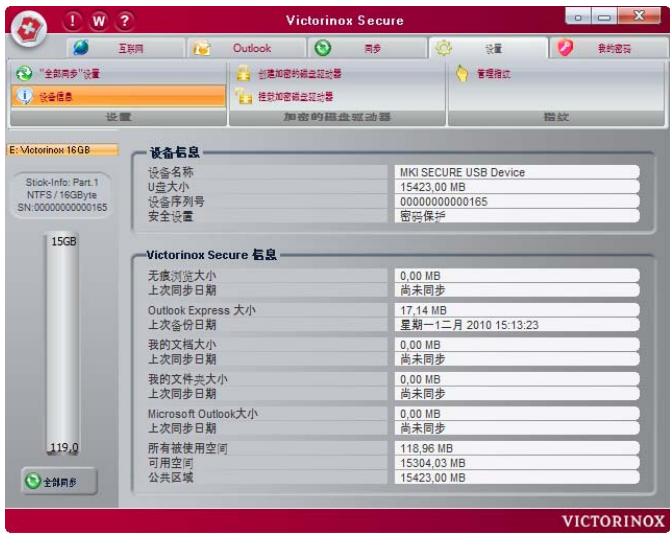 ! W ? Victorinox Secure
互联网 Outlook 同步 设置 我的密码
"全部同步"设置 创建加密的磁盘驱动器 管理指纹
设备信息 挂载加密磁盘驱动器
设置 加密的磁盘驱动器 指纹
E: Victorinox 16GB
Stick-Info: Part.1
NTFS / 16GByte
SN:00000000000165
15GB
119,0
全部同步
设备信息
设备名称 MKI SECURE USB Device
U盘大小 15423,00 MB
设备序列号 00000000000165
安全设置 密码保护
Victorinox Secure 信息
无痕浏览大小 0,00 MB
上次同步日期 尚未同步
Outlook Express 大小 17,14 MB
上次备份日期 星期一1二月 2010 15:13:23
我的文档大小 0,00 MB
上次同步日期 尚未同步
我的文件夹大小 0,00 MB
上次同步日期 尚未同步
Microsoft Outlook大小 0,00 MB
上次同步日期 尚未同步
所有被使用空间 118,96 MB
可用空间 15304,03 MB
公共区域 15423,00 MB
VICTORINOX